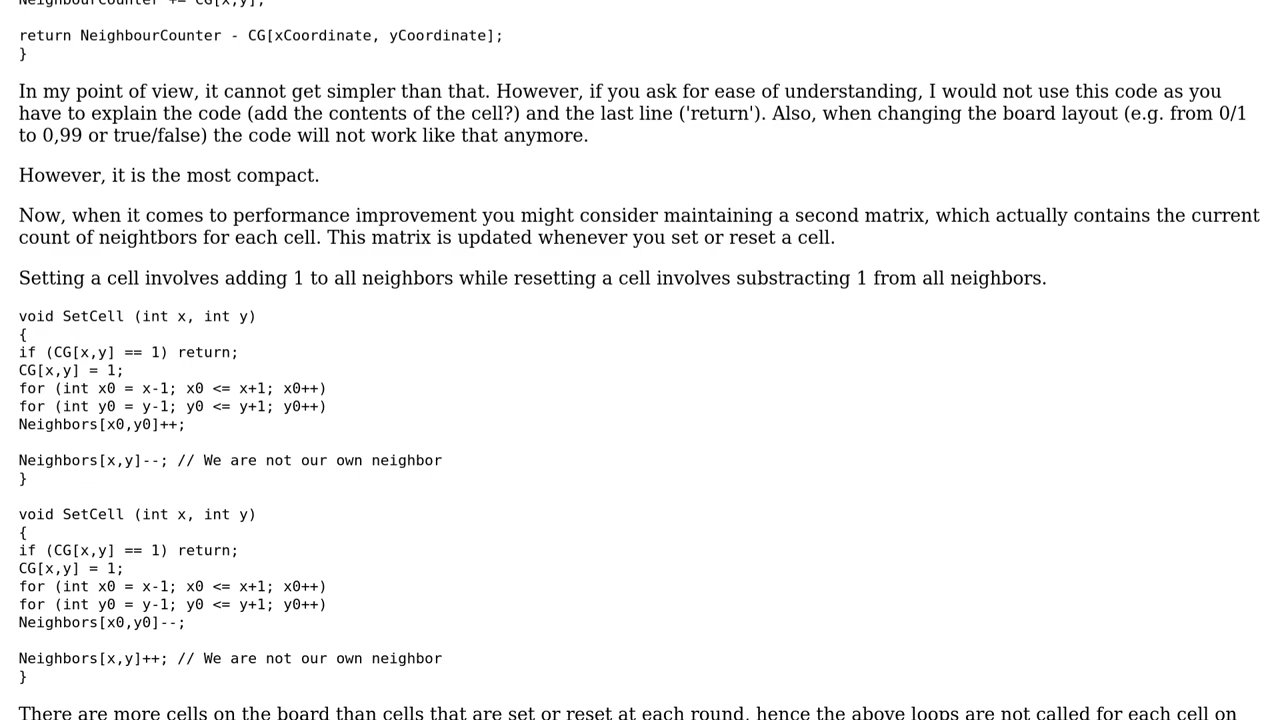 NeighbourCounter += CG[x,y];
return NeighbourCounter - CG[xCoordinate, yCoordinate];
}
In my point of view, it cannot get simpler than that. However, if you ask for ease of understanding, I would not use this code as you
have to explain the code (add the contents of the cell?) and the last line ('return'). Also, when changing the board layout (e.g. from 0/1
to 0,99 or true/false) the code will not work like that anymore.
However, it is the most compact.
Now, when it comes to performance improvement you might consider maintaining a second matrix, which actually contains the current
count of neightbors for each cell. This matrix is updated whenever you set or reset a cell.
Setting a cell involves adding 1 to all neighbors while resetting a cell involves substracting 1 from all neighbors.
void SetCell (int x, int y)
{
if (CG[x,y] == 1) return;
CG[x,y] = 1;
for (int x0 = x-1; x0 <= x+1; x0++)
for (int y0 = y-1; y0 <= y+1; y0++)
Neighbors[x0,y0]++;
Neighbors[x,y]--; // We are not our own neighbor
}
void SetCell (int x, int y)
{
if (CG[x,y] == 1) return;
CG[x,y] = 1;
for (int x0 = x-1; x0 <= x+1; x0++)
for (int y0 = y-1; y0 <= y+1; y0++)
Neighbors[x0,y0]--;
Neighbors[x,y]++; // We are not our own neighbor
}
There are more cells on the board than cells that are set or reset at each round, hence the above loops are not called for each cell on